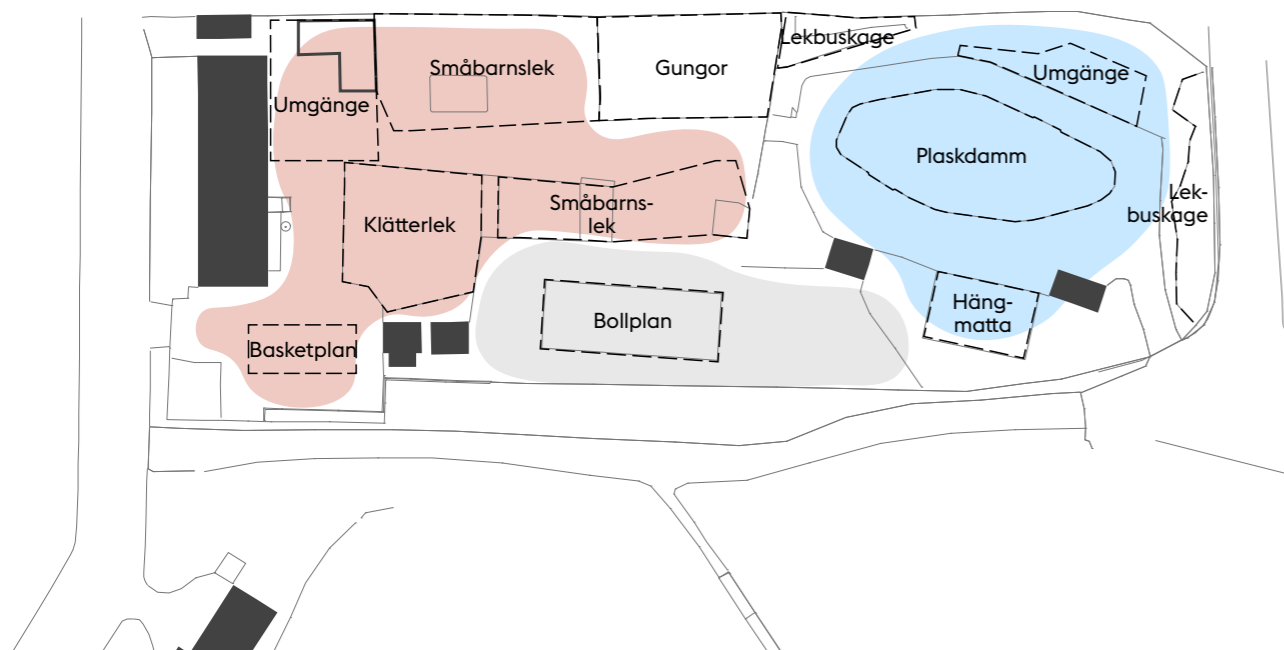 Lekbuskage
Småbarnslek
Gungor
Umgänge
Umgänge
Plaskdamm
Lek-
buskage
Småbarns-
lek
Klätterlek
Häng-
matta
Bollplan
Basketplan